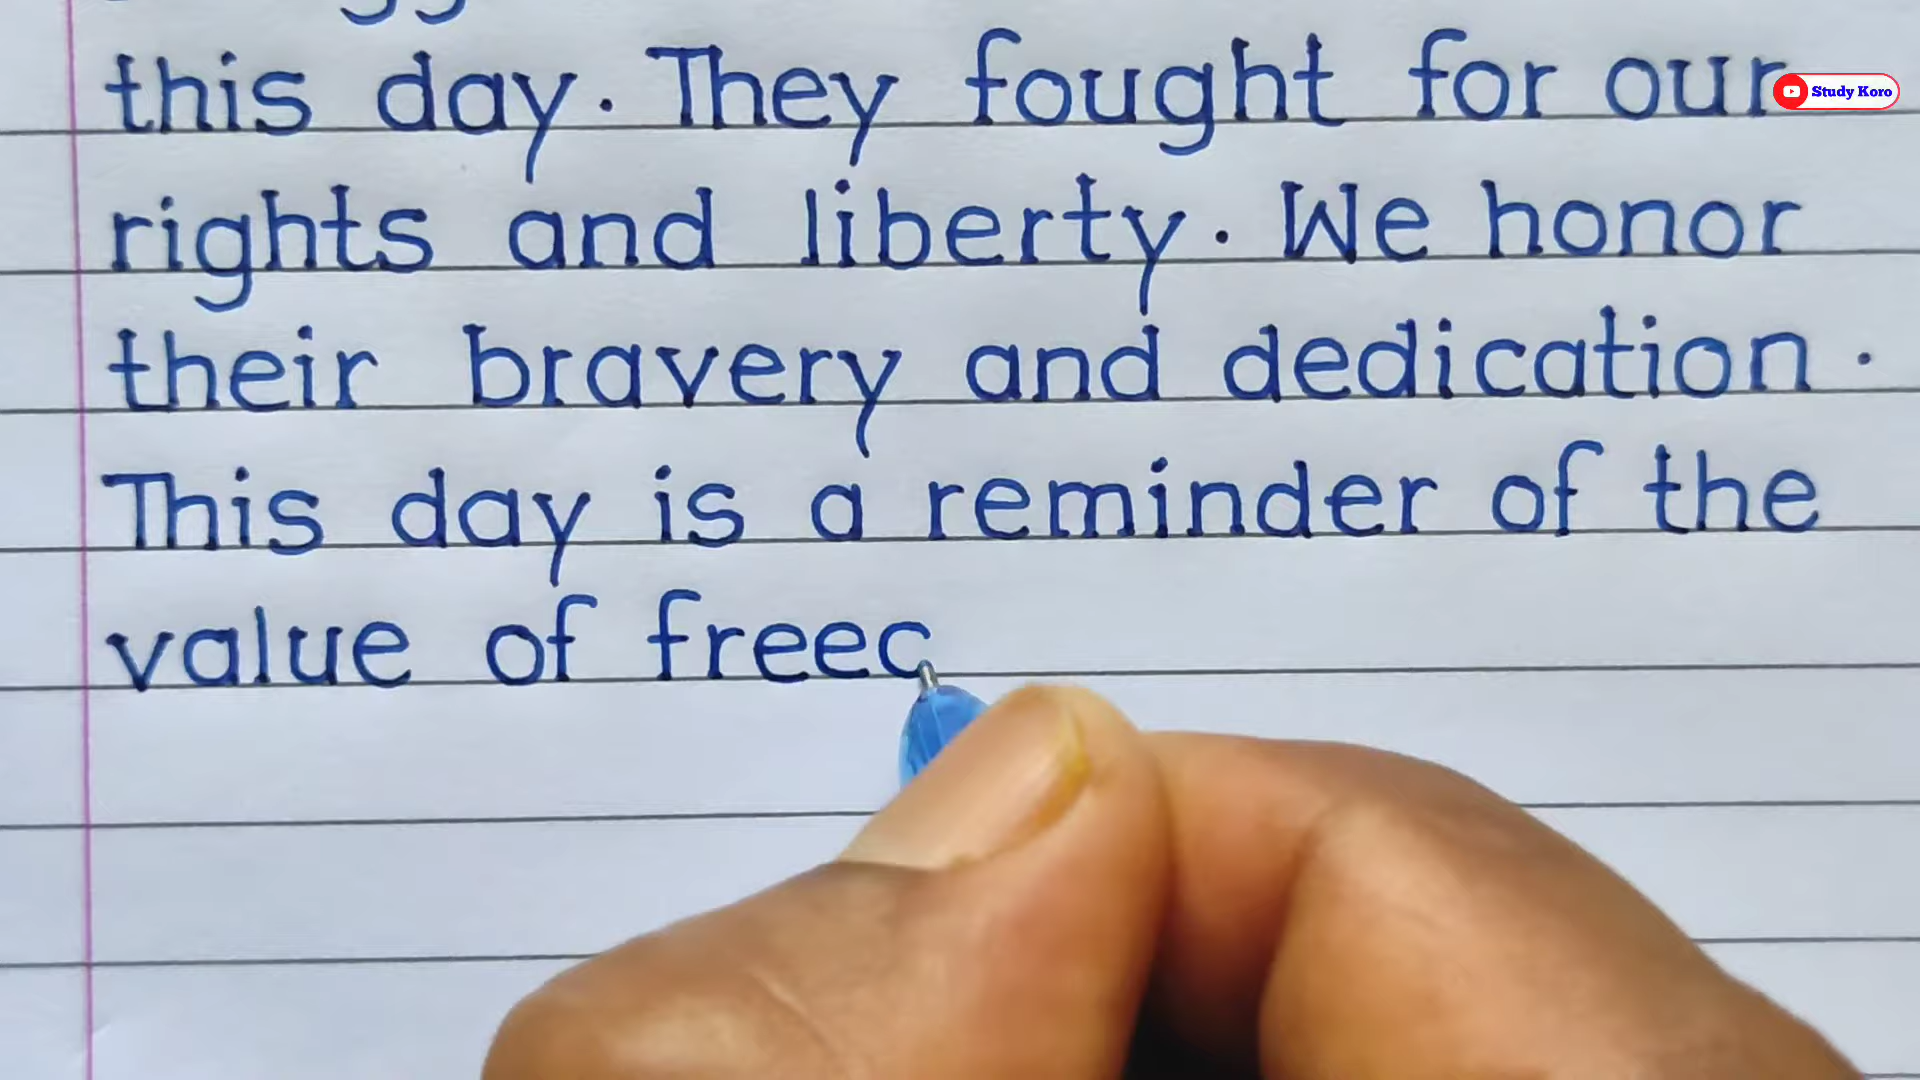 this day. They fought for our
Study Koro
rights and liberty. We honor
their bravery and dedication.
This day is a reminder of the
value of freec